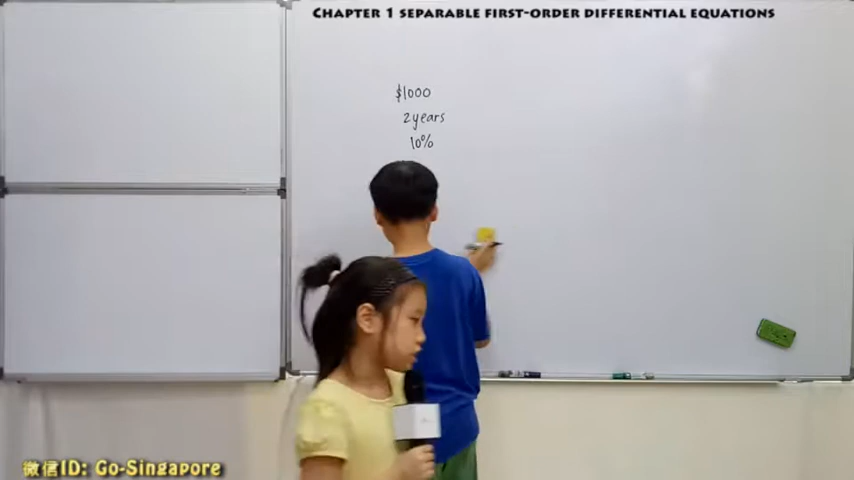 CHAPTER 1 SEPARABLE FIRST-ORDER DIFFERENTIAL EQUATIONS
$1000
2years
10%
微信ID: Go-Singapore